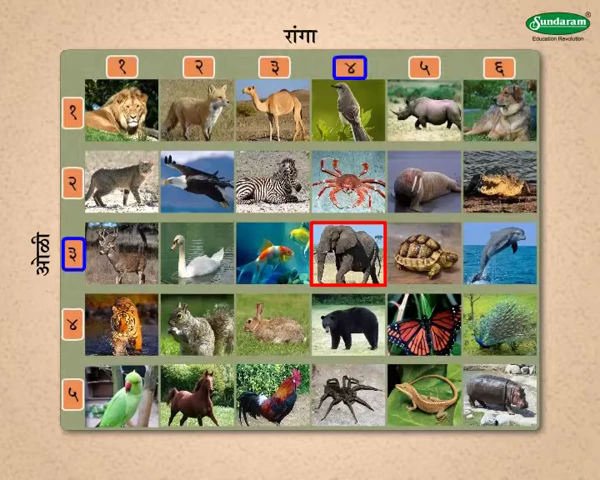 Sundaram
Education Revolution
रांगा
१ २ ३ ४ ५ ६
१
२
ओळी
३
४
५